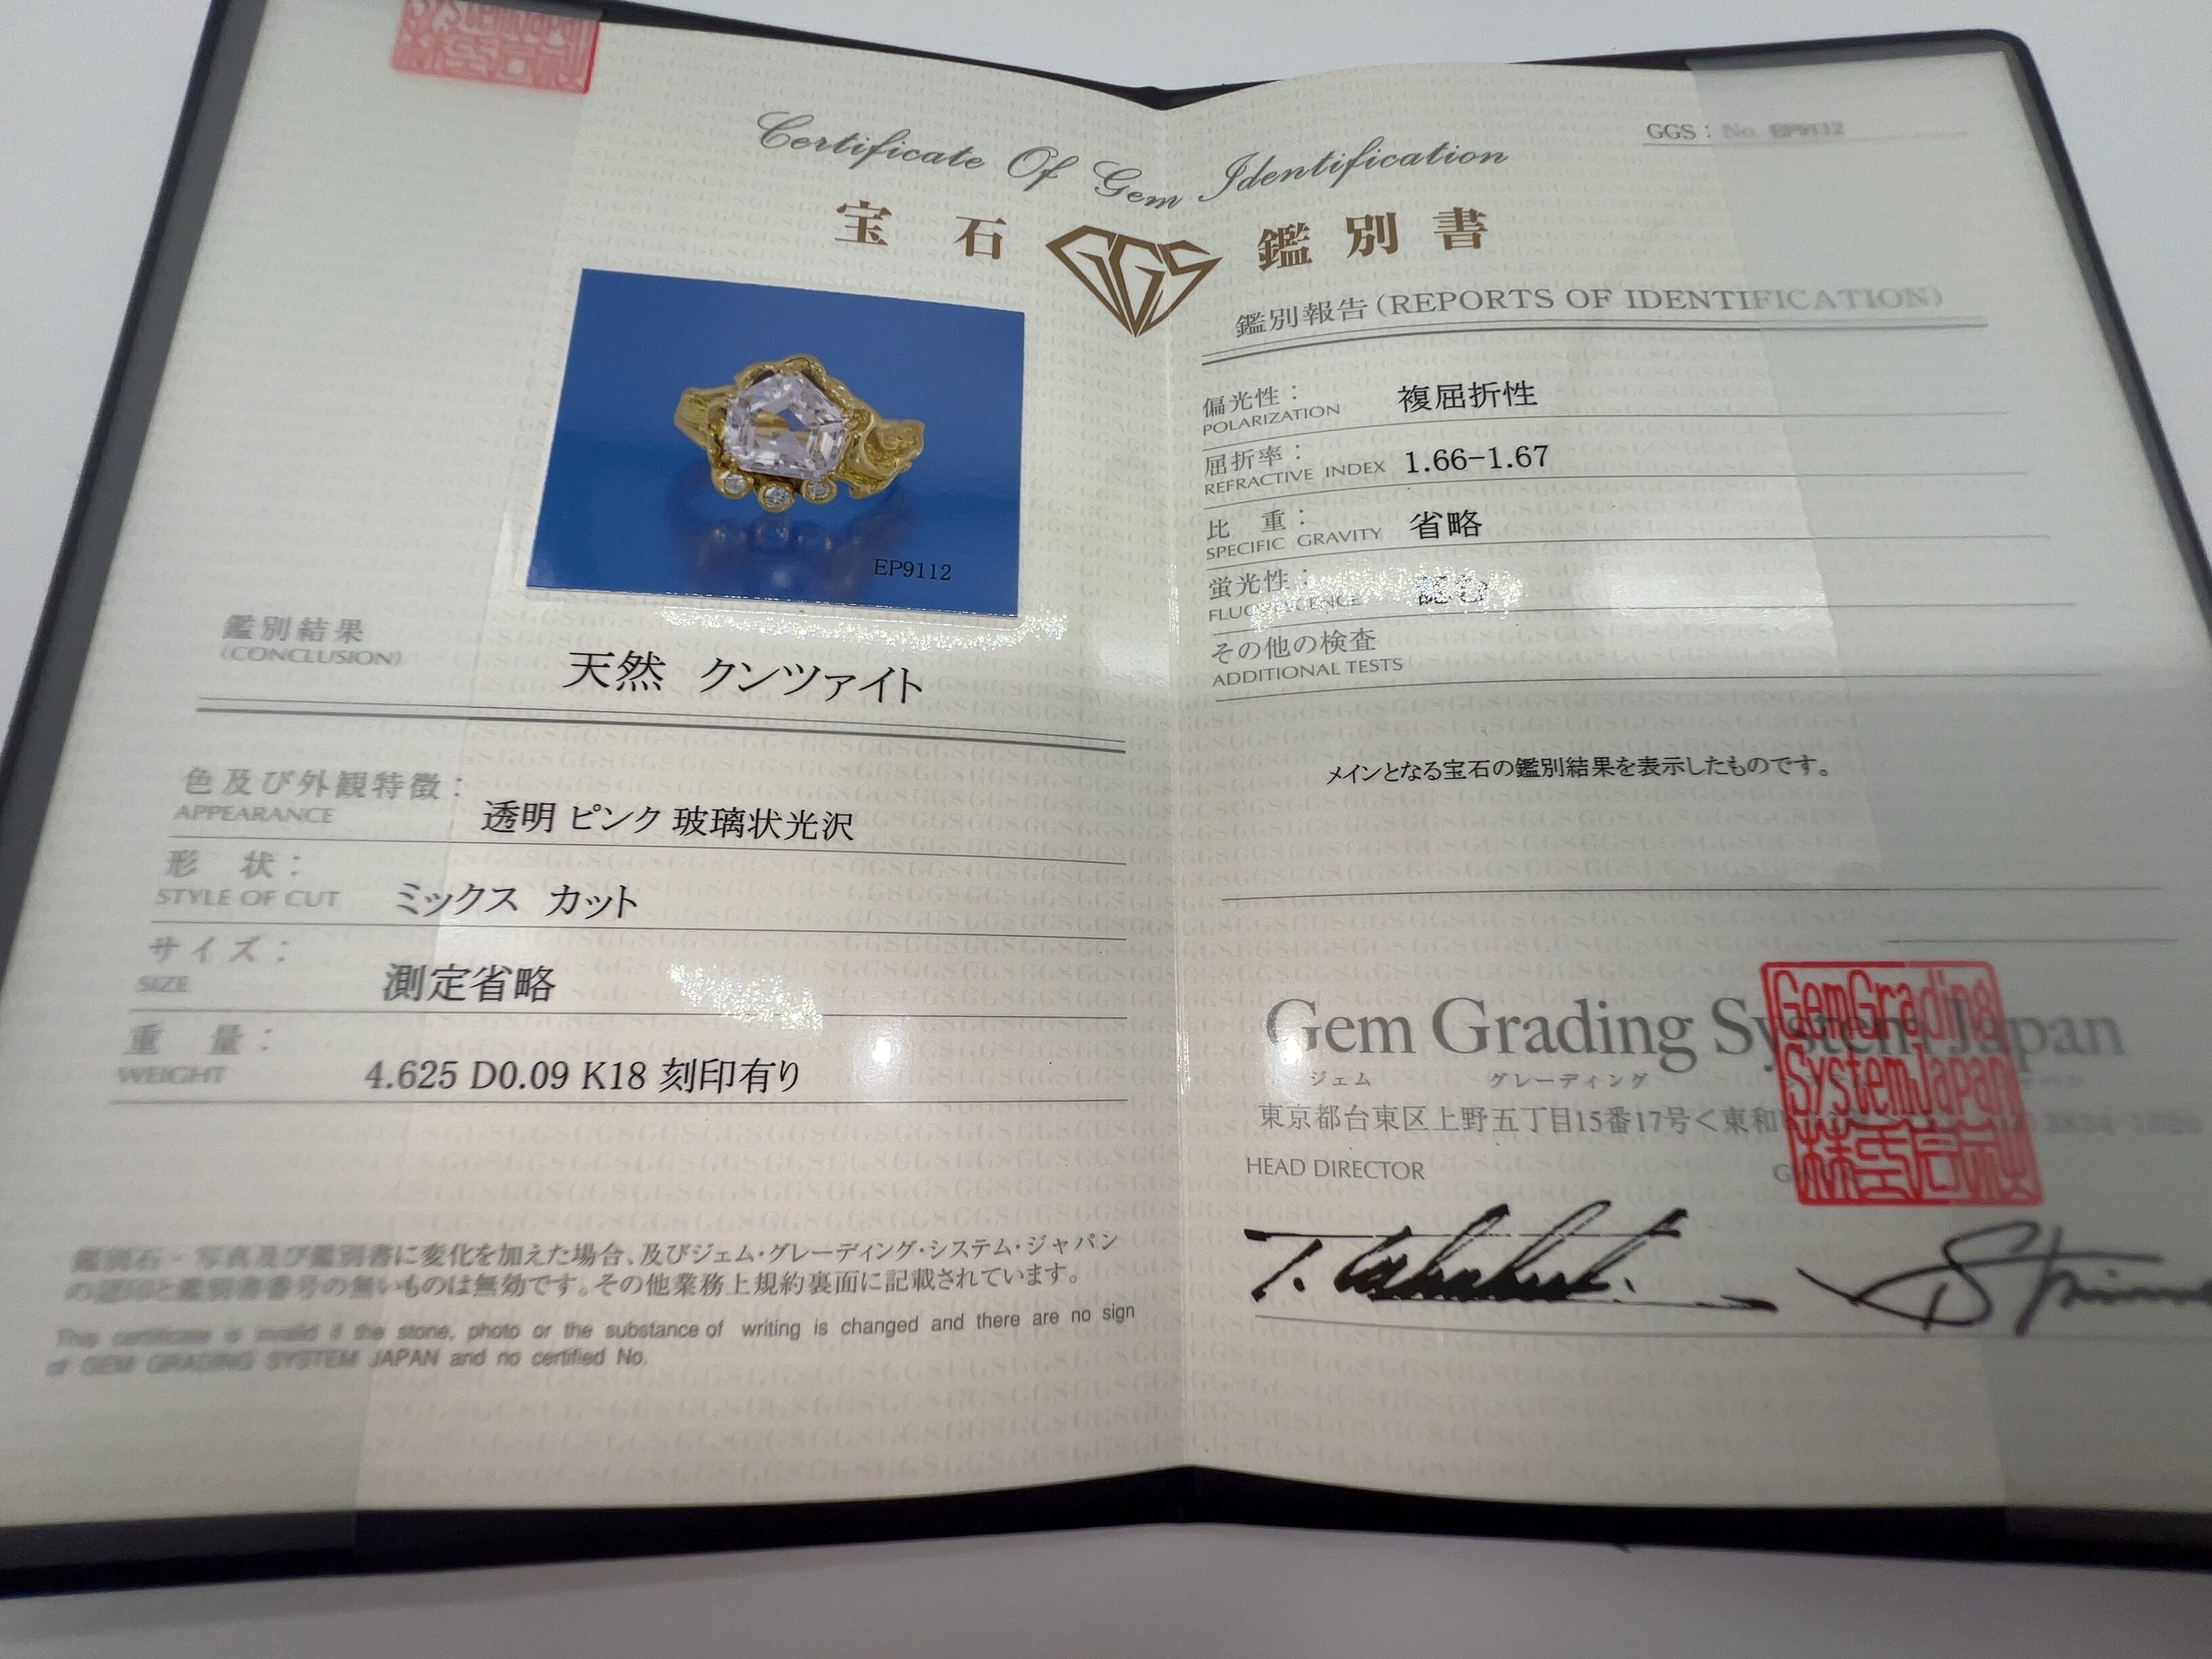 Certificate Of Gem Identification
GGS : No. EP9112
宝石 GGS 鑑別書
EP9112
鑑別結果
(CONCLUSION)
天然 クンツァイト
色及び外観特徴:
APPEARANCE
透明 ピンク 玻璃状光沢
形 状:
STYLE OF CUT
ミックス カット
サイズ:
SIZE
測定省略
重 量:
WEIGHT
4.625 D0.09 K18 刻印有り
鑑別石・写真及び鑑別書に変化を加えた場合、及びジェム・グレーディング・システム・ジャパン
の認印と鑑別書番号の無いものは無効です。その他業務上規約裏面に記載されています。
This certificate is invalid if the stone, photo or the substance of writing is changed and there are no sign
of GEM GRADING SYSTEM JAPAN and no certified No.
鑑別報告(REPORTS OF IDENTIFICATION)
偏光性:
POLARIZATION
複屈折性
屈折率:
REFRACTIVE INDEX
1.66-1.67
比 重:
SPECIFIC GRAVITY
省略
蛍光性:
FLUORESCENCE
その他の検査
ADDITIONAL TESTS
メインとなる宝石の鑑別結果を表示したものです。
Gem Grading System Japan
ジェム グレーディング
東京都台東区上野五丁目15番17号<東和
HEAD DIRECTOR
GemGrading
SystemJapan
株式会社